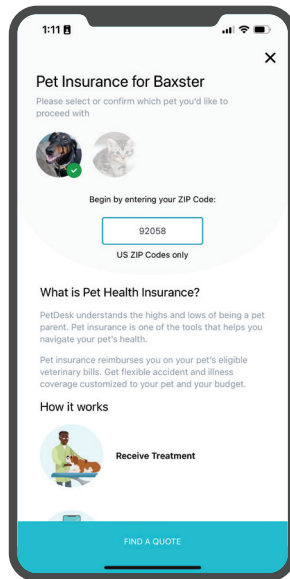 1:11
Pet Insurance for Baxster
Please select or confirm which pet you'd like to
proceed with
Begin by entering your ZIP Code:
92058
US ZIP Codes only
What is Pet Health Insurance?
PetDesk understands the highs and lows of being a pet
parent. Pet insurance is one of the tools that helps you
navigate your pet's health.
Pet insurance reimburses you on your pet's eligible
veterinary bills. Get flexible accident and illness
coverage customized to your pet and your budget.
How it works
Receive Treatment
FIND A QUOTE